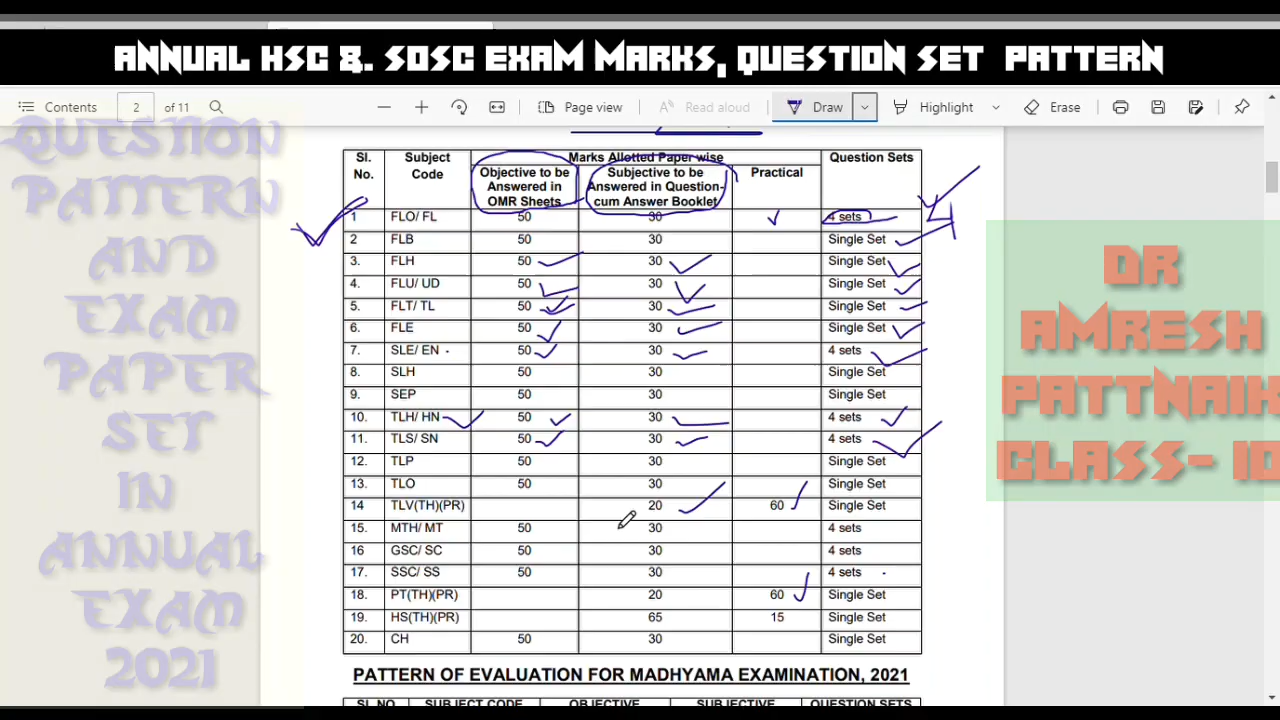 ANNUAL HSC &. SOSC EXAM MARKS, QUESTION SET PATTERN
Contents 2 of 11 Page view Read aloud Draw Highlight Erase
QUESTION
PATTERN
AND
EXAM
PATER
SET
IN
ANNUAL
EXAM
2021
Sl. No. Subject Code Marks Allotted Paper wise Question Sets
Objective to be Answered in OMR Sheets Subjective to be Answered in Question-cum Answer Booklet Practical
1 FLO/ FL 50 30 4 sets
2 FLB 50 30 Single Set
3. FLH 50 30 Single Set
4. FLU/ UD 50 30 Single Set
5. FLT/ TL 50 30 Single Set
6. FLE 50 30 Single Set
7. SLE/ EN 50 30 4 sets
8. SLH 50 30 Single Set
9. SEP 50 30 Single Set
10. TLH/ HN 50 30 4 sets
11. TLS/ SN 50 30 4 sets
12. TLP 50 30 Single Set
13. TLO 50 30 Single Set
14 TLV(TH)(PR) 20 60 Single Set
15. MTH/ MT 50 30 4 sets
16 GSC/ SC 50 30 4 sets
17. SSC/ SS 50 30 4 sets
18. PT(TH)(PR) 20 60 Single Set
19. HS(TH)(PR) 65 15 Single Set
20. CH 50 30 Single Set
PATTERN OF EVALUATION FOR MADHYAMA EXAMINATION, 2021
SL.NO SUBJECT CODE OBJECTIVE SUBJECTIVE QUESTION SETS
DR
AMRESH
PATTNAIK
CLASS- 10